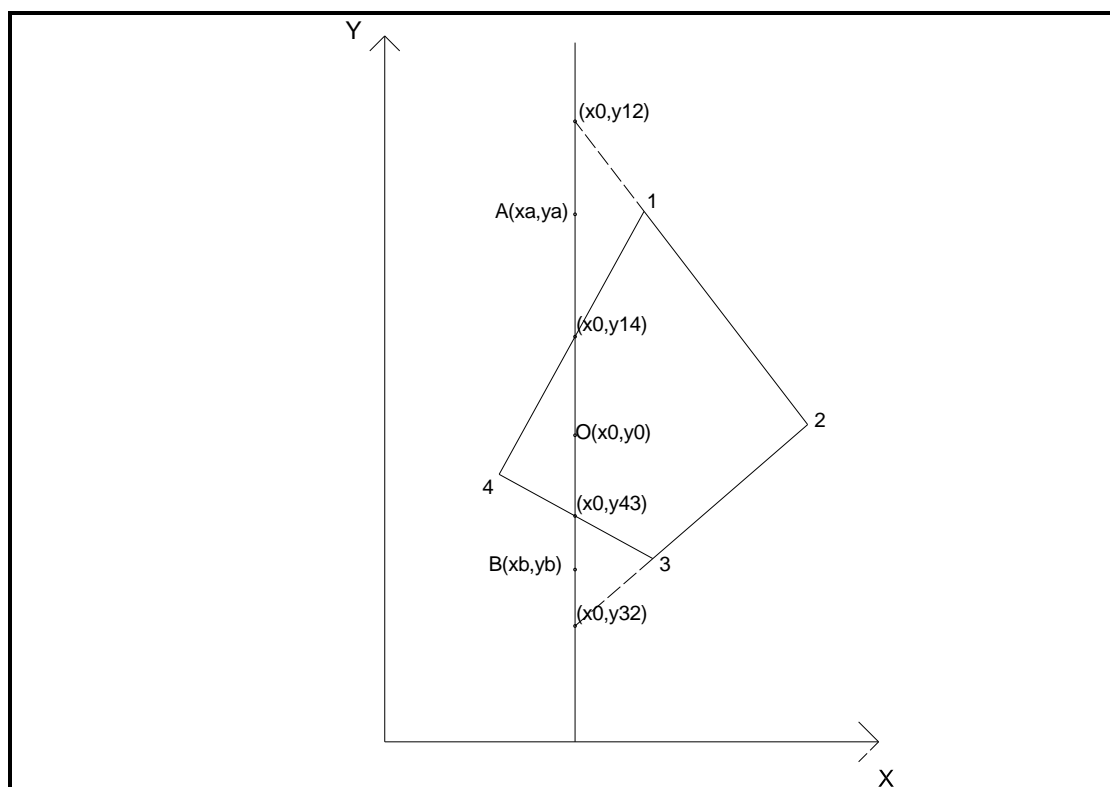 Y
(x0,y12)
1
A(xa,ya)
(x0,y14)
2
O(x0,y0)
4
(x0,y43)
B(xb,yb)
3
(x0,y32)
X